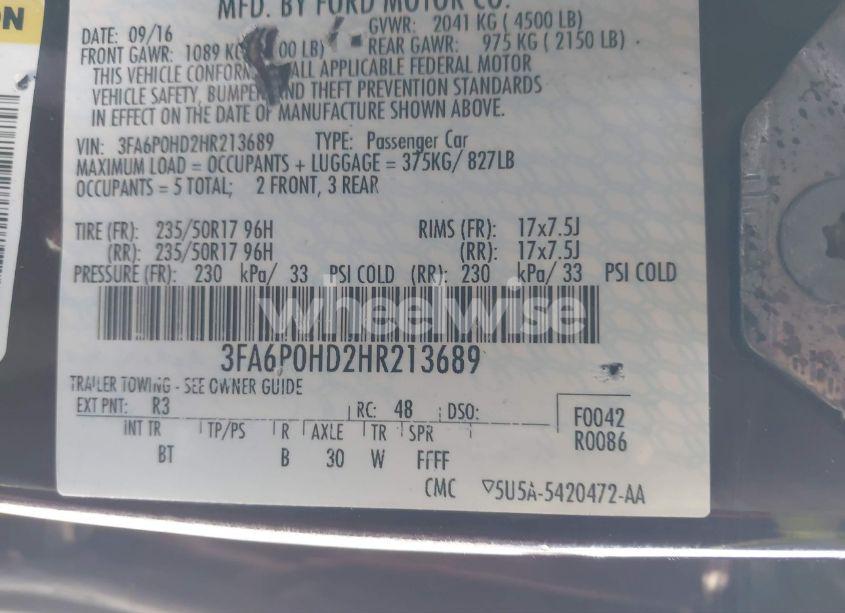 ON
MFD. BY FORD MOTOR CO.
DATE: 09/16 GVWR: 2041 KG ( 4500 LB)
FRONT GAWR: 1089 KG 00 LB) REAR GAWR: 975 KG ( 2150 LB)
THIS VEHICLE ALL APPLICABLE FEDERAL MOTOR
VEHICLE SAFETY, AND THEFT PREVENTION STANDARDS
IN EFFECT ON THE DATE OF MANUFACTURE SHOWN ABOVE.
VIN: 3FA6P0HD2HR213689 TYPE: Passenger Car
MAXIMUM LOAD = OCCUPANTS + LUGGAGE = 375KG/ 827LB
OCCUPANTS = 5 TOTAL; 2 FRONT, 3 REAR
TIRE (FR): 235/50R17 96H RIMS (FR): 17x7.5J
(RR): 235/50R17 96H (RR): 17x7.5J
PRESSURE (FR): 230 kPa/ 33 PSI COLD (RR): 230 kPa/ 33 PSI COLD
wheelwise
3FA6P0HD2HR213689
TRAILER TOWING - SEE OWNER GUIDE
EXT PNT: R3 RC: 48 DSO: F0042
INT TR TP/PS R AXLE TR SPR R0086
BT B 30 W FFFF
CMC 5U5A-5420472-AA